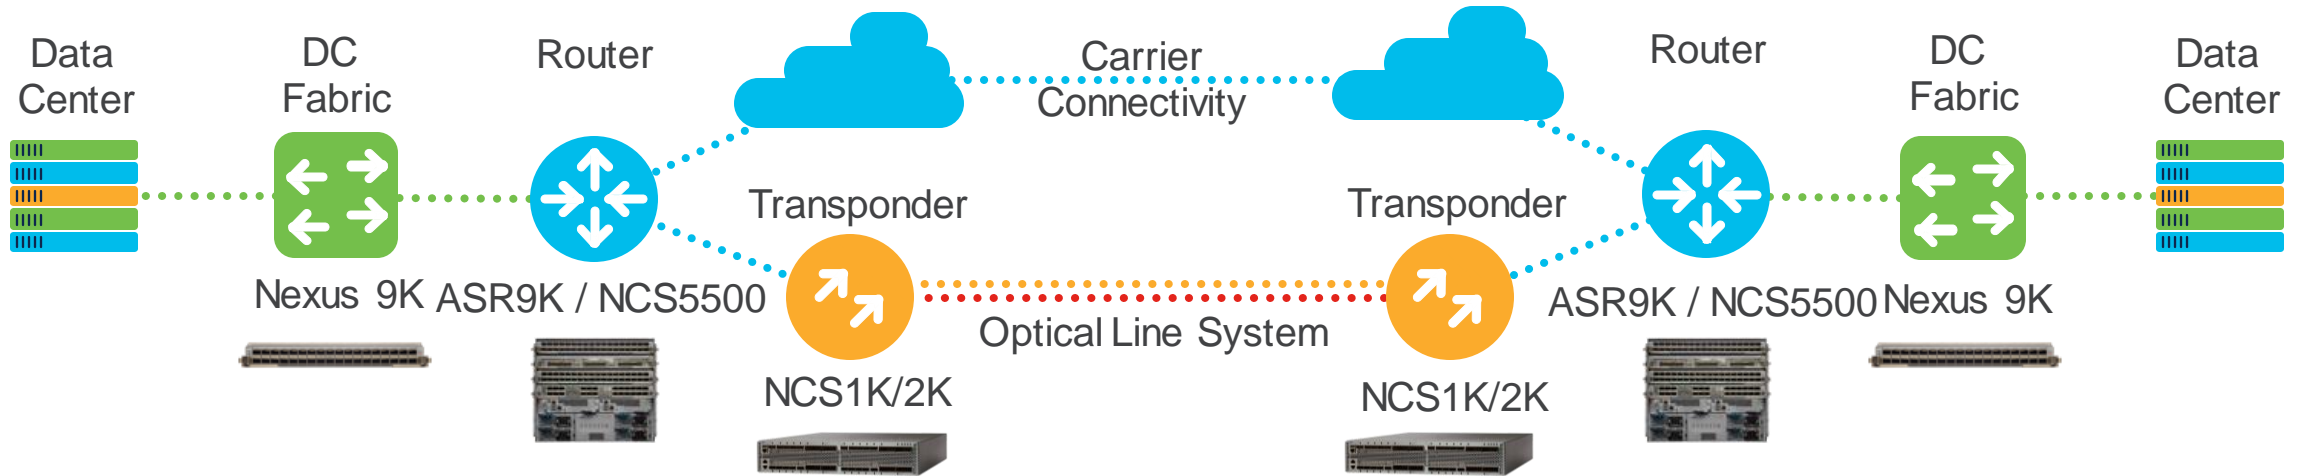 Data
Center
DC
Fabric
Router
Carrier
Connectivity
Router
DC
Fabric
Data
Center
Transponder
Transponder
Nexus 9K
ASR9K / NCS5500
Optical Line System
ASR9K / NCS5500
Nexus 9K
NCS1K/2K
NCS1K/2K